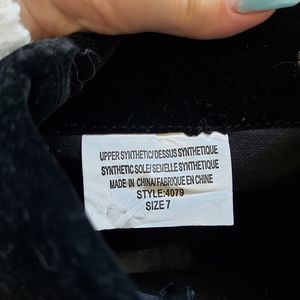 UPPER SYNTHETIC/DESSUS SYNTHETIQUE
SYNTHETIC SOLE/SEMELLE SYNTHETIQUE
MADE IN CHINA/FABRIQUE EN CHINE
STYLE:4079
SIZE 7